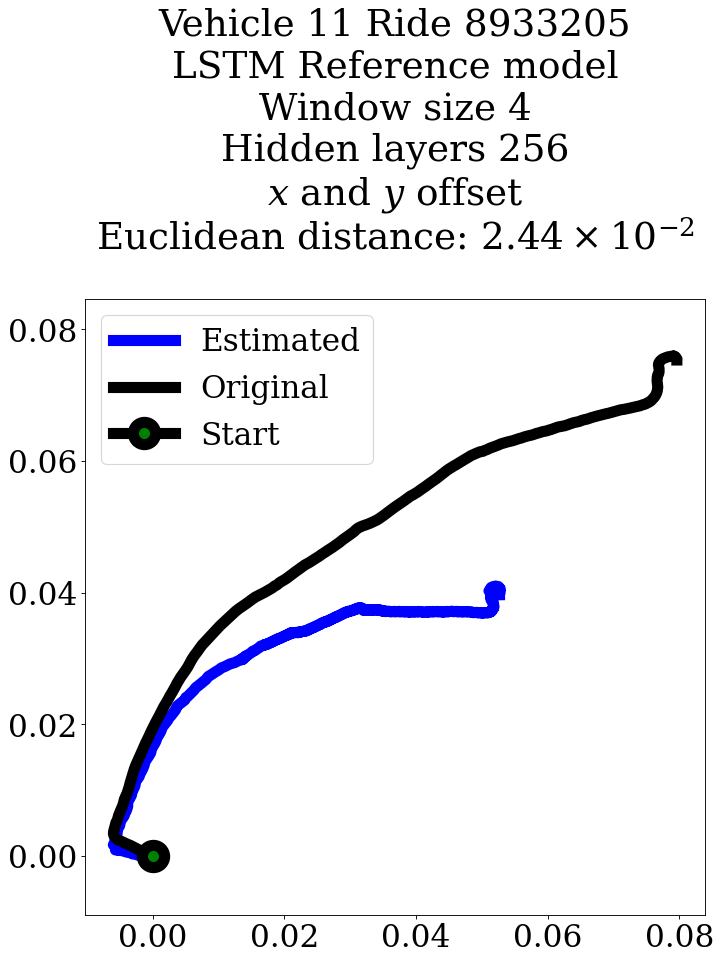 Vehicle 11 Ride 8933205
LSTM Reference model
Window size 4
Hidden layers 256
x and y offset
Euclidean distance: 2.44 × 10⁻²
Estimated
Original
Start
0.08
0.06
0.04
0.02
0.00
0.00 0.02 0.04 0.06 0.08